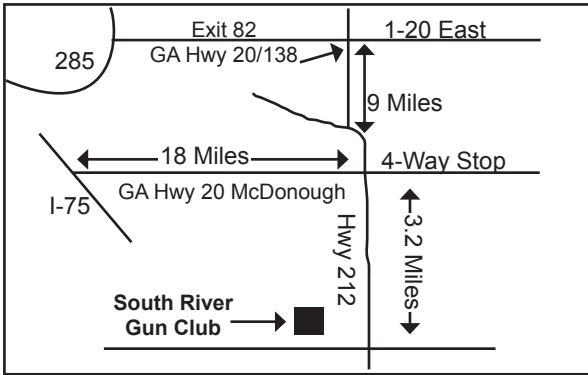 Exit 82
1-20 East
285
GA Hwy 20/138
9 Miles
18 Miles
4-Way Stop
GA Hwy 20 McDonough
I-75
Hwy 212
3.2 Miles
South River
Gun Club